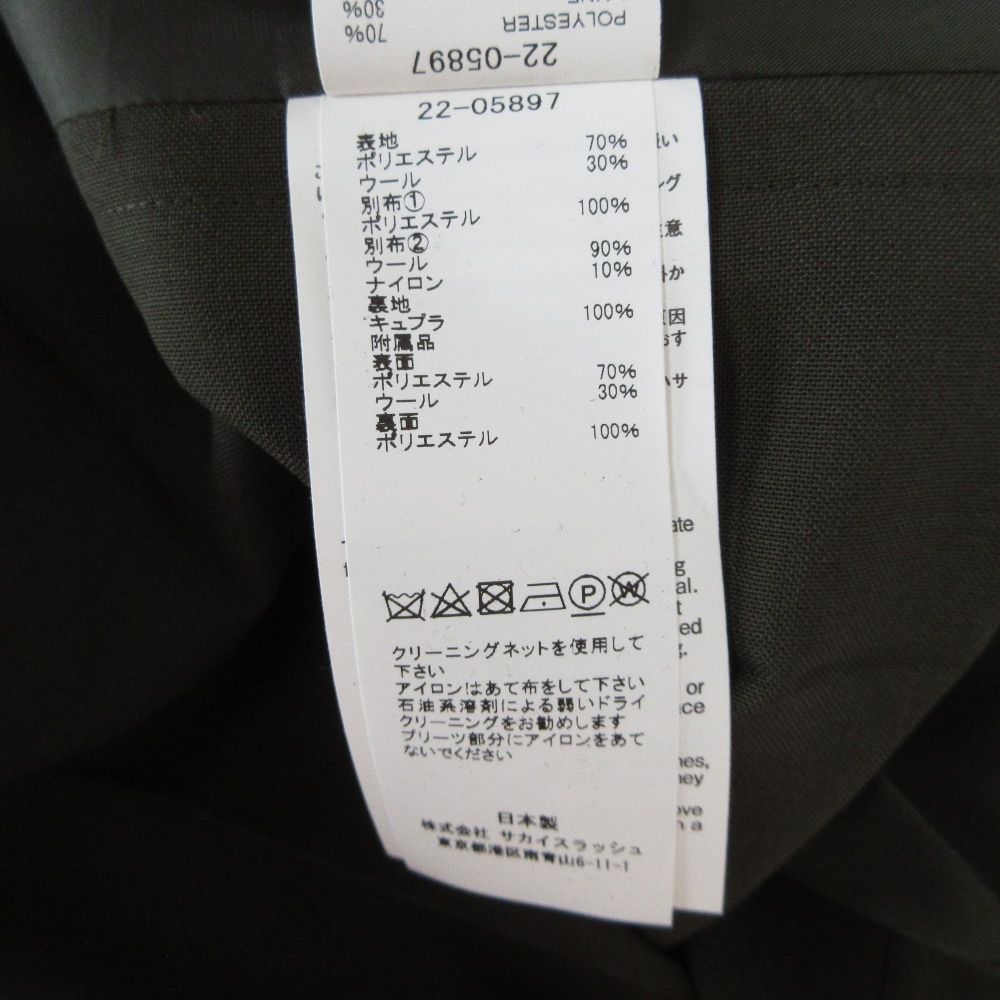 30%
POLYESTER 70%
22-05897
22-05897
表地
ポリエステル 70%
ウール 30%
別布①
ポリエステル 100%
別布②
ウール 90%
ナイロン 10%
裏地
キュプラ 100%
附属品
表面
ポリエステル 70%
ウール 30%
裏面
ポリエステル 100%
P
W
クリーニングネットを使用して
下さい
アイロンはあて布をして下さい
石油系溶剤による弱いドライ
クリーニングをお勧めします
プリーツ部分にアイロンをあて
ないでください
日本製
株式会社 サカイスラッシュ
東京都港区南青山6-11-1